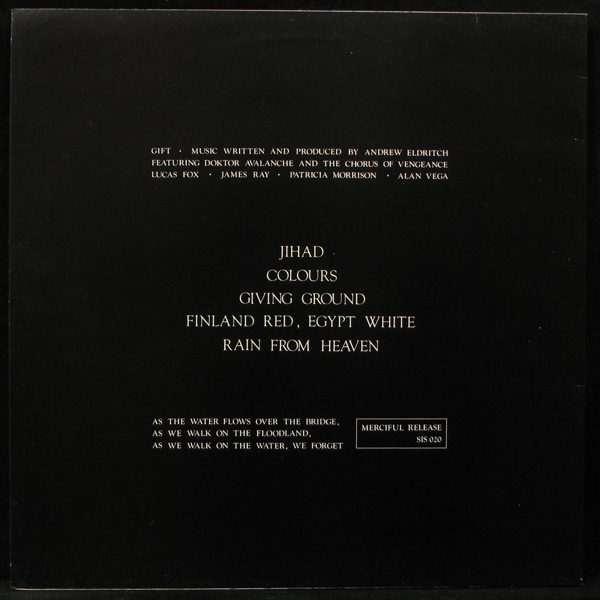 GIFT · MUSIC WRITTEN AND PRODUCED BY ANDREW ELDRITCH
FEATURING DOKTOR AVALANCHE AND THE CHORUS OF VENGEANCE
LUCAS FOX · JAMES RAY · PATRICIA MORRISON · ALAN VEGA
JIHAD
COLOURS
GIVING GROUND
FINLAND RED, EGYPT WHITE
RAIN FROM HEAVEN
AS THE WATER FLOWS OVER THE BRIDGE,
AS WE WALK ON THE FLOODLAND,
AS WE WALK ON THE WATER, WE FORGET
MERCIFUL RELEASE
SIS 020